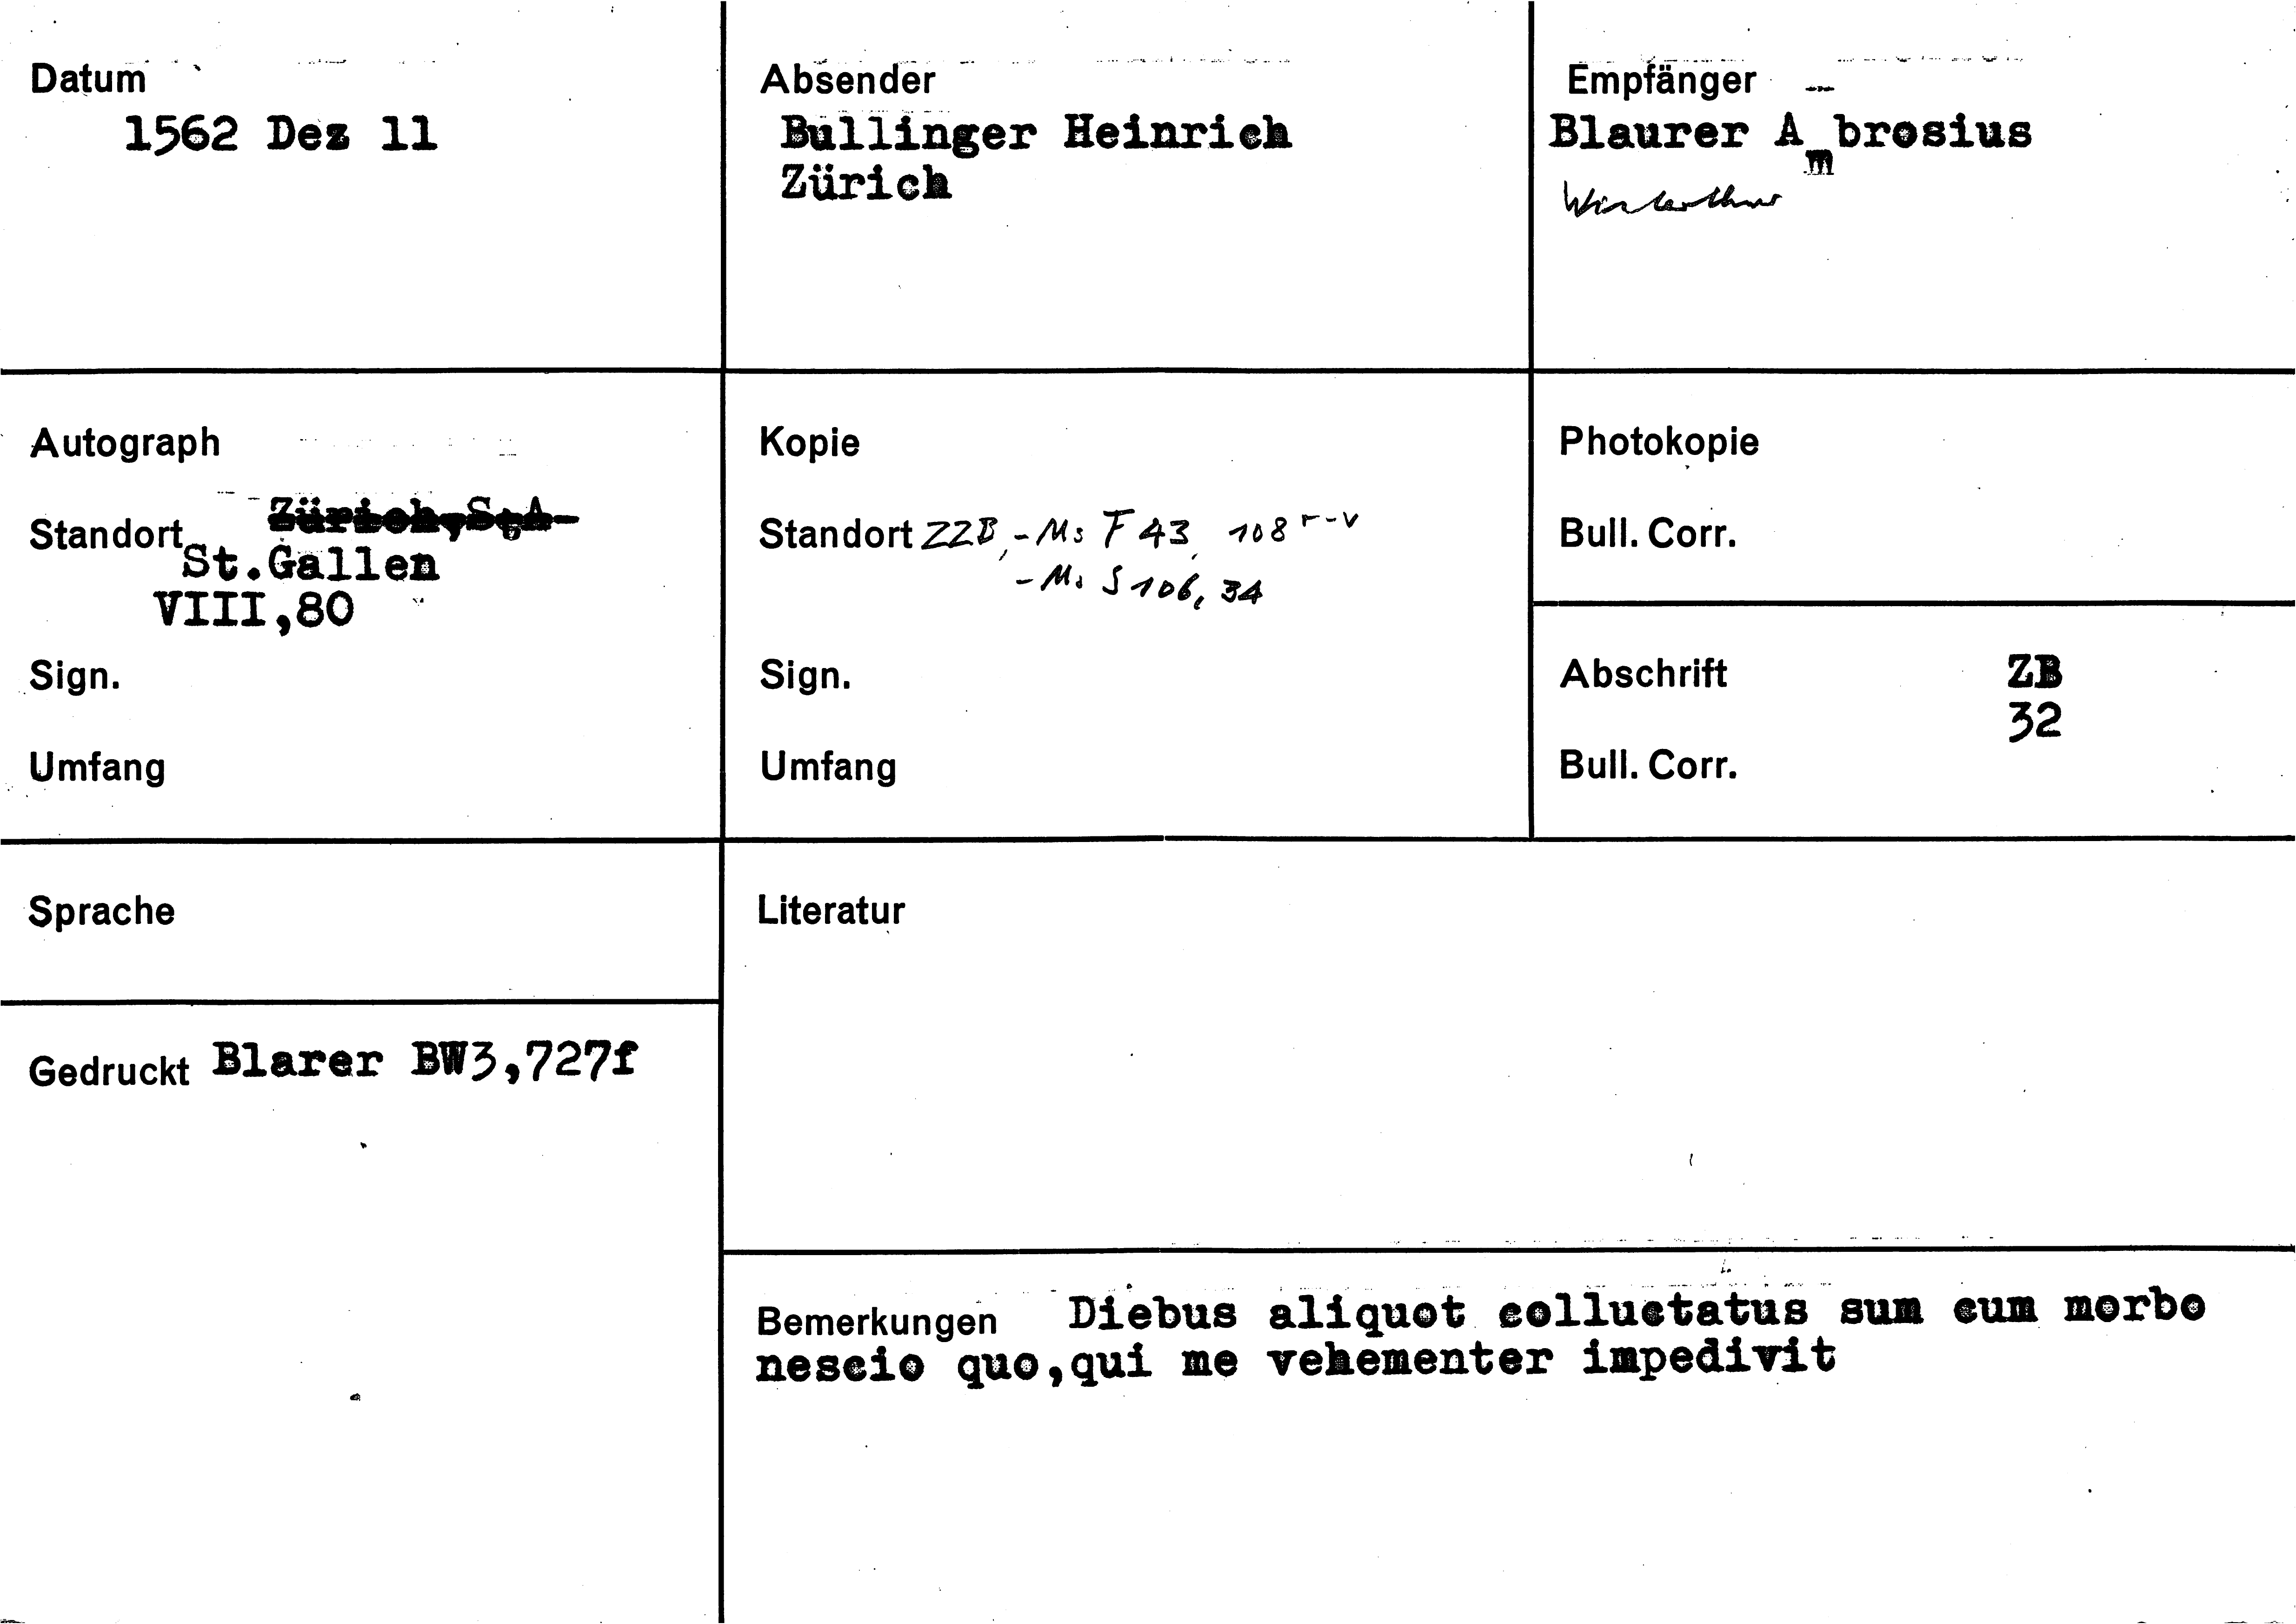 Datum
1562 Dez 11
Absender
Bullinger Heinrich
Zürich
Empfänger
Blaurer Ambrosius
Winterthur
Autograph
Standort Zürich, StA
St.Gallen
VIII,80
Sign.
Umfang
Kopie
Standort ZZB, - Ms F 43, 108 r-v
- Ms S 106, 34
Sign.
Umfang
Photokopie
Bull. Corr.
Abschrift ZB
32
Bull. Corr.
Sprache
Literatur
Gedruckt Blarer BW3,727f
Bemerkungen Diebus aliquot colluctatus sum cum morbo
nescio quo,qui me vehementer impedivit